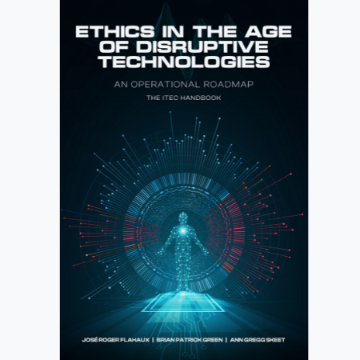 ETHICS IN THE AGE
OF DISRUPTIVE
TECHNOLOGIES
AN OPERATIONAL ROADMAP
THE ITEC HANDBOOK
JOSÉ ROGER FLAHAUX | BRIAN PATRICK GREEN | ANN GREGG SKEET